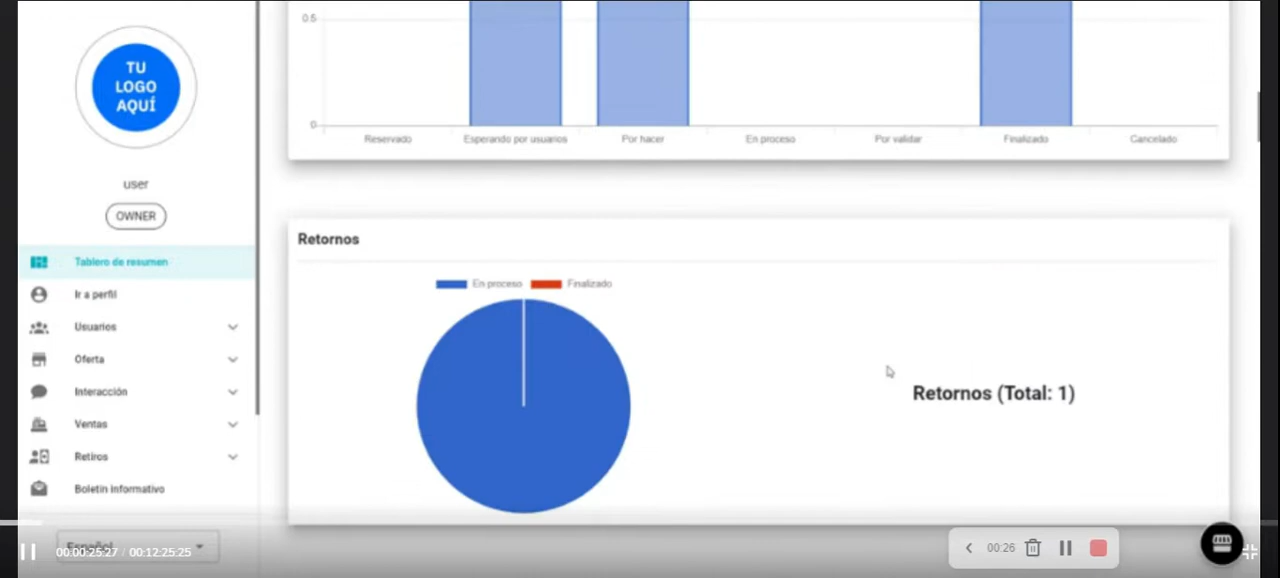 TU
LOGO
AQUÍ
user
OWNER
Tablero de resumen
Ir a perfil
Usuarios
Oferta
Interacción
Ventas
Retiros
Boletín informativo
Español
0.5
0
Reservado
Esperando por usuarios
Por hacer
En proceso
Por validar
Finalizado
Cancelado
Retornos
En proceso
Finalizado
Retornos (Total: 1)
00:00:25:27 / 00:12:25:25
00:26